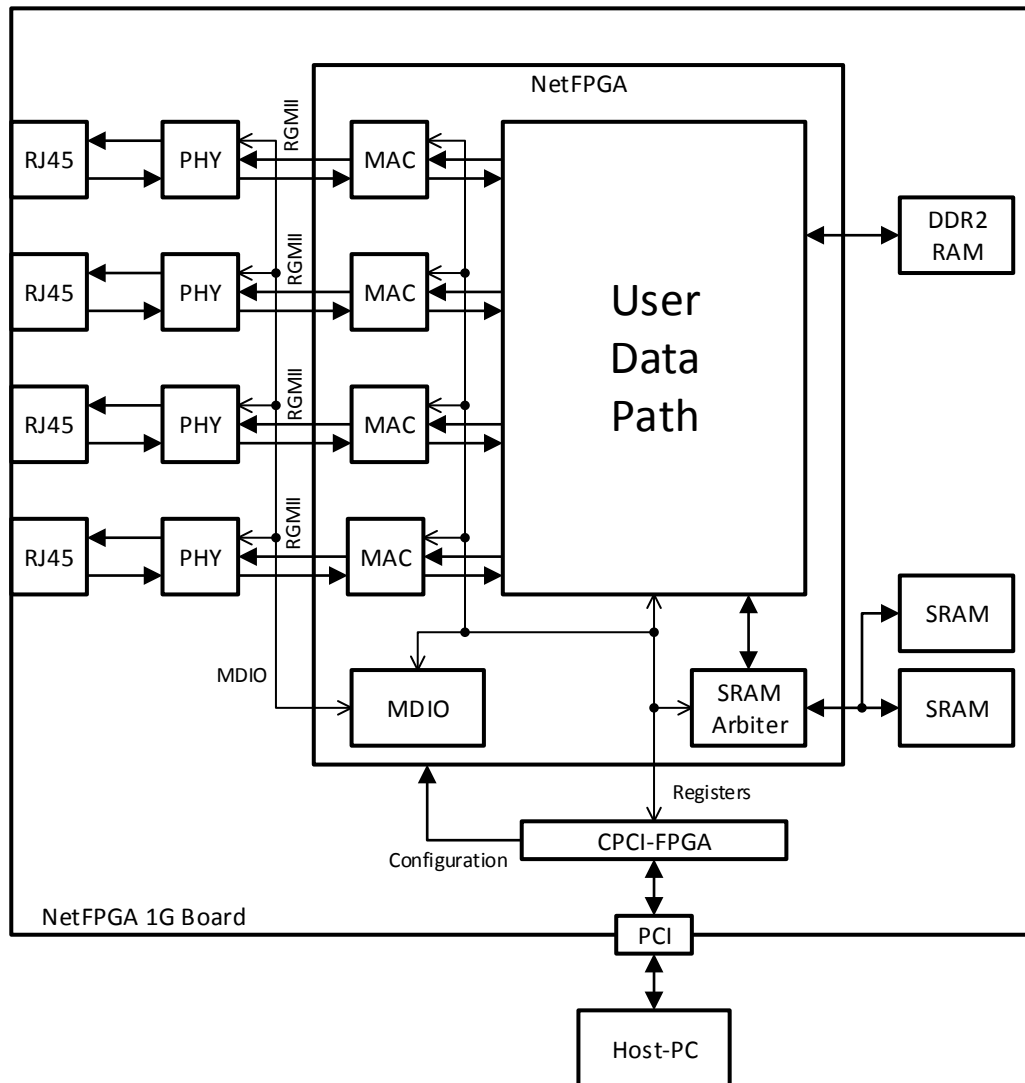 NetFPGA
RGMII
RJ45
PHY
MAC
RGMII
RJ45
PHY
MAC
RGMII
RJ45
PHY
MAC
RGMII
RJ45
PHY
MAC
User
Data
Path
DDR2
RAM
SRAM
SRAM
MDIO
MDIO
SRAM
Arbiter
Registers
Configuration
CPCI-FPGA
NetFPGA 1G Board
PCI
Host-PC